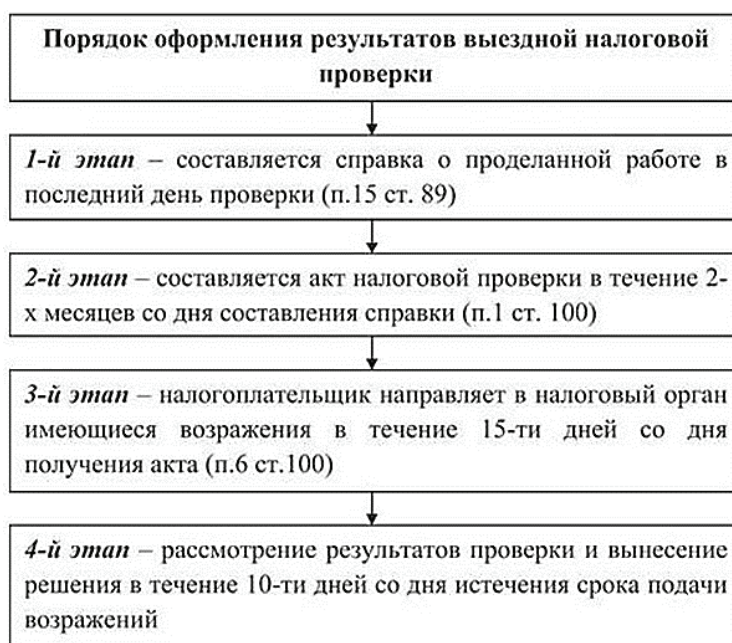 Порядок оформления результатов выездной налоговой
проверки
1-й этап – составляется справка о проделанной работе в
последний день проверки (п.15 ст. 89)
2-й этап – составляется акт налоговой проверки в течение 2-
х месяцев со дня составления справки (п.1 ст. 100)
3-й этап – налогоплательщик направляет в налоговый орган
имеющиеся возражения в течение 15-ти дней со дня
получения акта (п.6 ст.100)
4-й этап – рассмотрение результатов проверки и вынесение
решения в течение 10-ти дней со дня истечения срока подачи
возражений